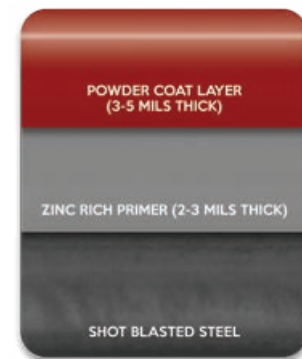 POWDER COAT LAYER
(3-5 MILS THICK)
ZINC RICH PRIMER (2-3 MILS THICK)
SHOT BLASTED STEEL